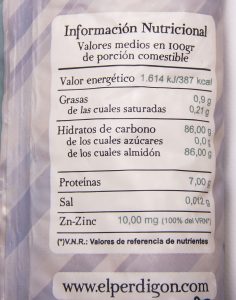 Información Nutricional
Valores medios en 100gr
de porción comestible
Valor energético 1.614 kJ/387 kcal
Grasas 0,9 g
de las cuales saturadas 0,21 g
Hidratos de carbono 86,00 g
de los cuales azúcares 0,0 g
de los cuales almidón 86,00 g
Proteínas 7,00 g
Sal 0,012 g
Zn-Zinc 10,00 mg (100% del VRN*)
(*)V.N.R.: Valores de referencia de nutrientes
www.elperdigon.com